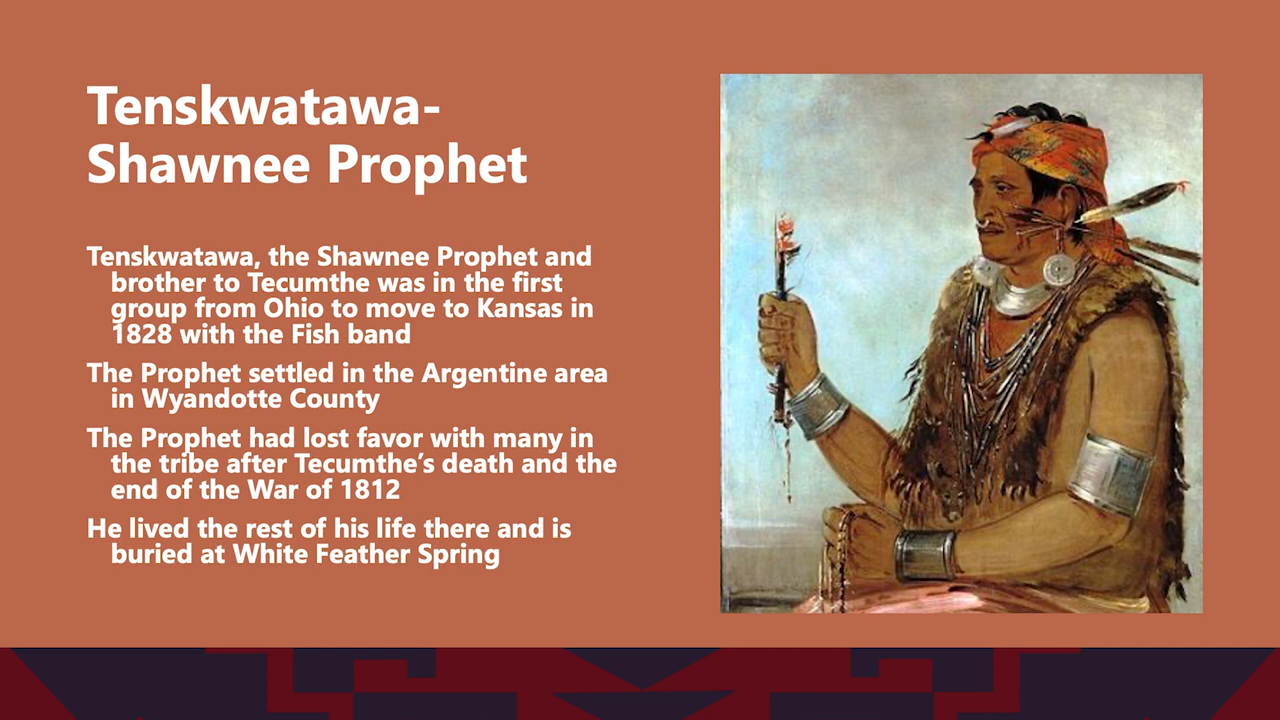 Tenskwatawa-
Shawnee Prophet
Tenskwatawa, the Shawnee Prophet and
brother to Tecumthe was in the first
group from Ohio to move to Kansas in
1828 with the Fish band
The Prophet settled in the Argentine area
in Wyandotte County
The Prophet had lost favor with many in
the tribe after Tecumthe’s death and the
end of the War of 1812
He lived the rest of his life there and is
buried at White Feather Spring